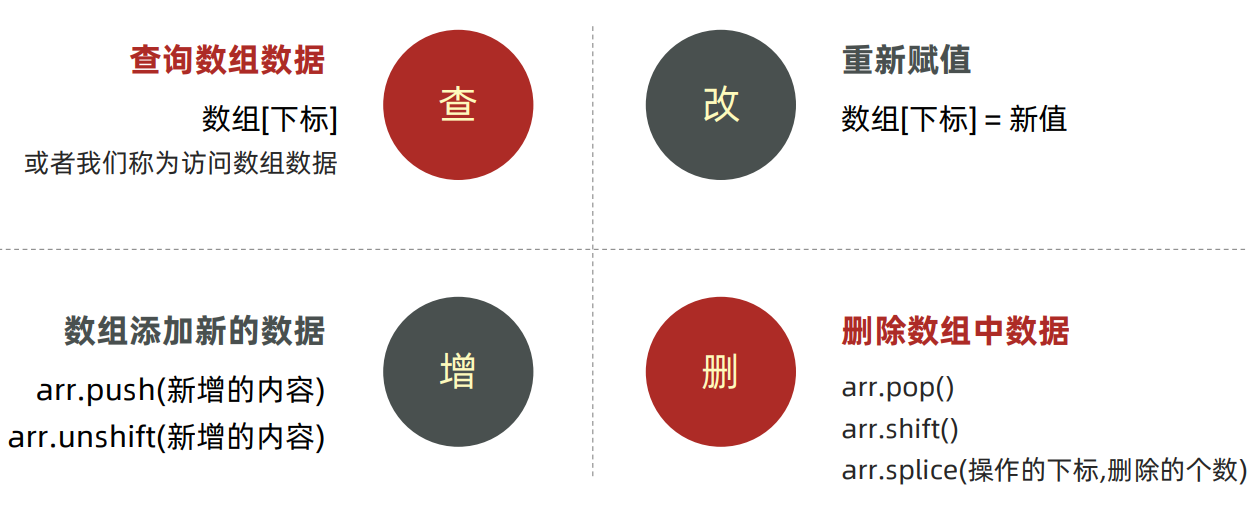 查询数组数据
数组[下标]
或者我们称为访问数组数据
查
改
重新赋值
数组[下标] = 新值
数组添加新的数据
arr.push(新增的内容)
arr.unshift(新增的内容)
增
删
删除数组中数据
arr.pop()
arr.shift()
arr.splice(操作的下标,删除的个数)